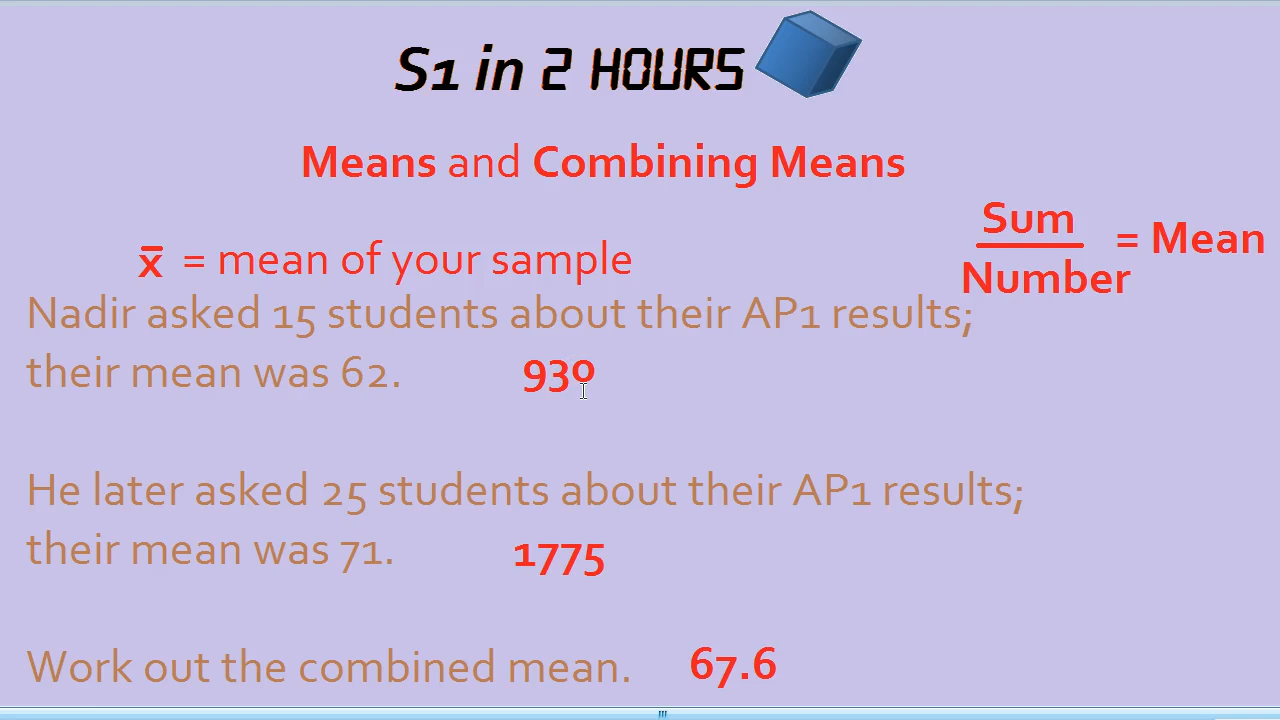 S1 in 2 HOURS
Means and Combining Means
Sum
= Mean
Number
x̄ = mean of your sample
Nadir asked 15 students about their AP1 results;
their mean was 62. 930
He later asked 25 students about their AP1 results;
their mean was 71. 1775
Work out the combined mean. 67.6